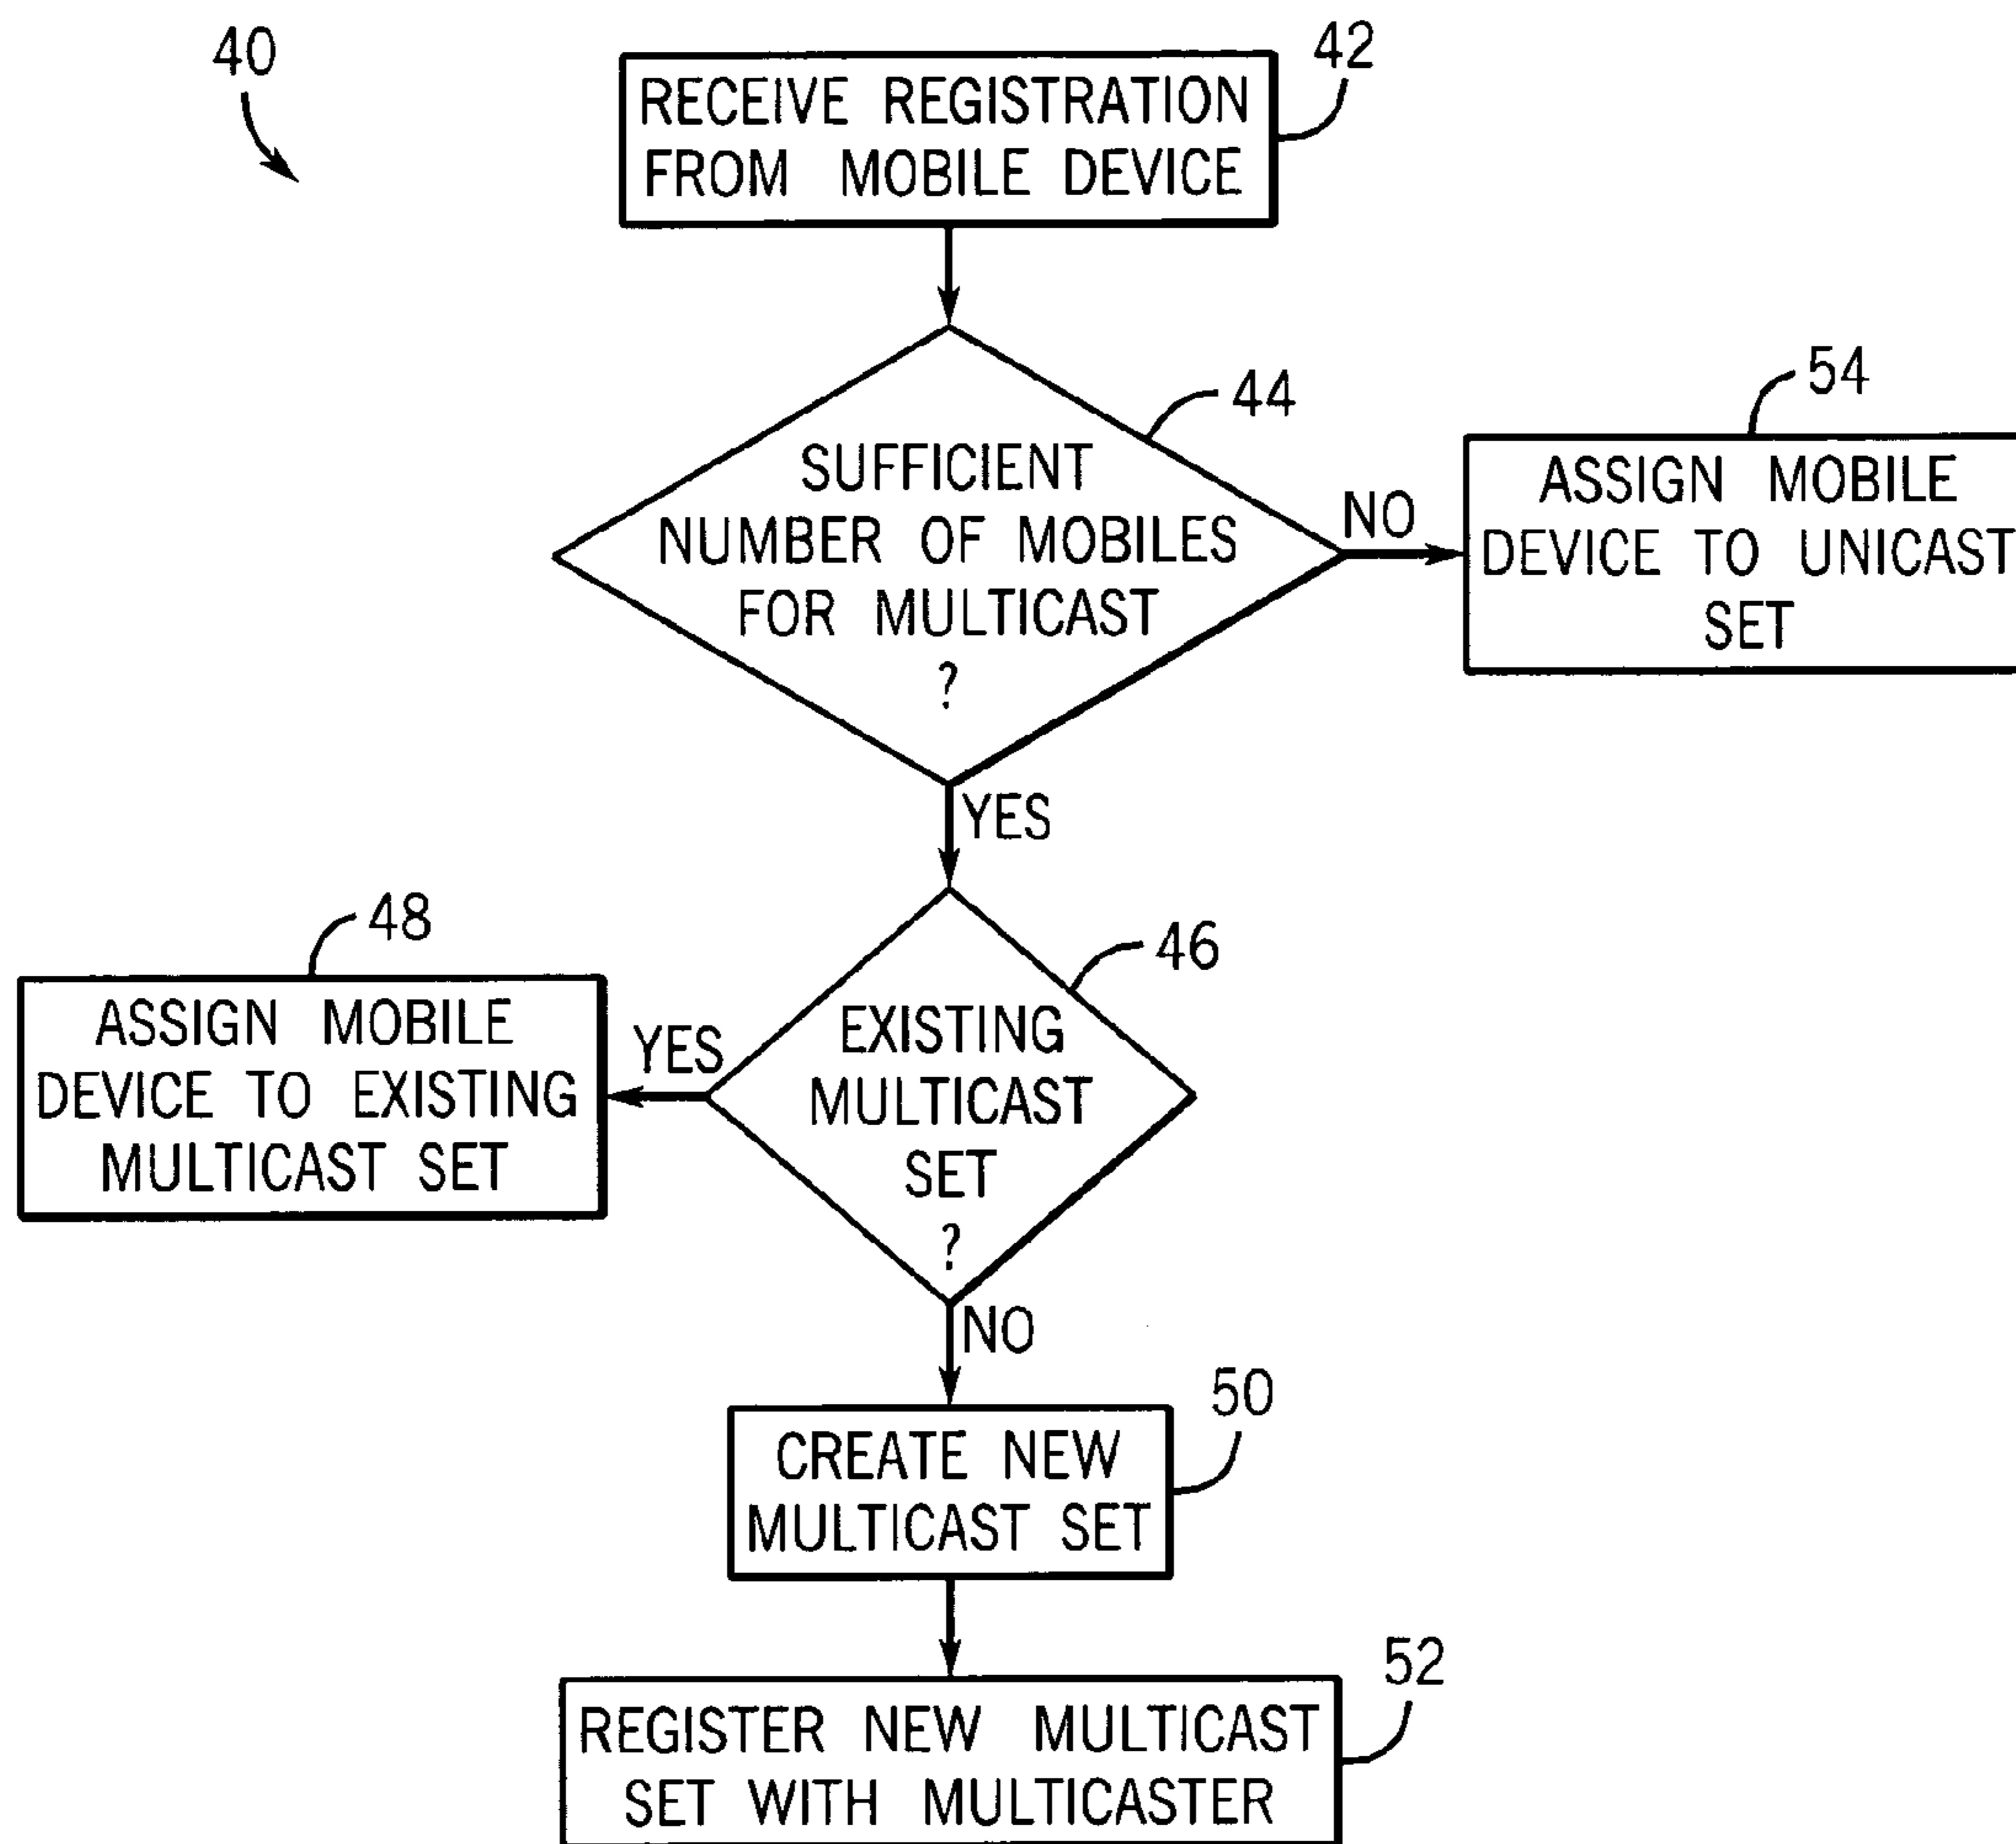 40
42
RECEIVE REGISTRATION
FROM MOBILE DEVICE
44
SUFFICIENT
NUMBER OF MOBILES
FOR MULTICAST
?
NO
54
ASSIGN MOBILE
DEVICE TO UNICAST
SET
YES
46
EXISTING
MULTICAST
SET
?
YES
48
ASSIGN MOBILE
DEVICE TO EXISTING
MULTICAST SET
NO
50
CREATE NEW
MULTICAST SET
52
REGISTER NEW MULTICAST
SET WITH MULTICASTER